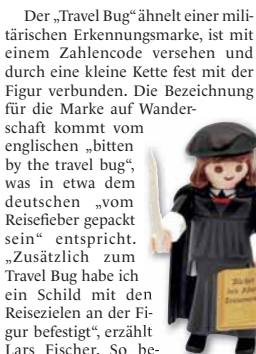 Der „Travel Bug“ ähnelt einer mili-
tärischen Erkennungsmarke, ist mit
einem Zahlencode versehen und
durch eine kleine Kette fest mit der
Figur verbunden. Die Bezeichnung
für die Marke auf Wander-
schaft kommt vom
englischen „bitten
by the travel bug“,
was in etwa dem
deutschen „vom
Reisefieber gepackt
sein“ entspricht.
„Zusätzlich zum
Travel Bug habe ich
ein Schild mit den
Reisezielen an der Fi-
gur befestigt“, erzählt
Lars Fischer. So be-